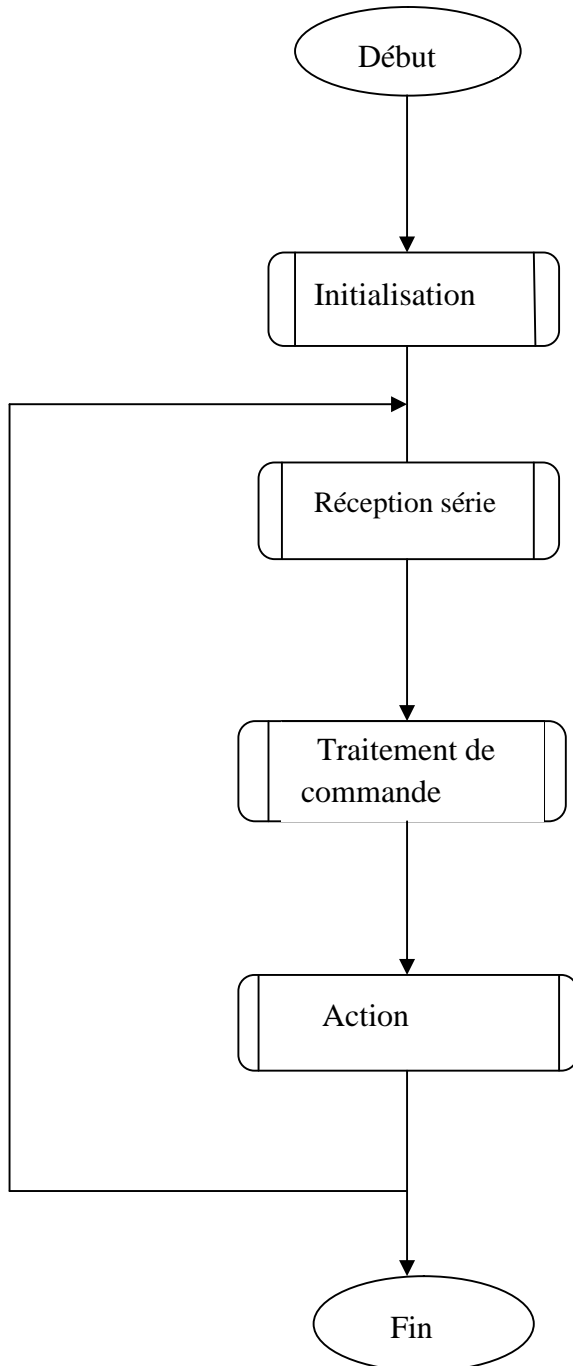 Début
Initialisation
Réception série
Traitement de
commande
Action
Fin